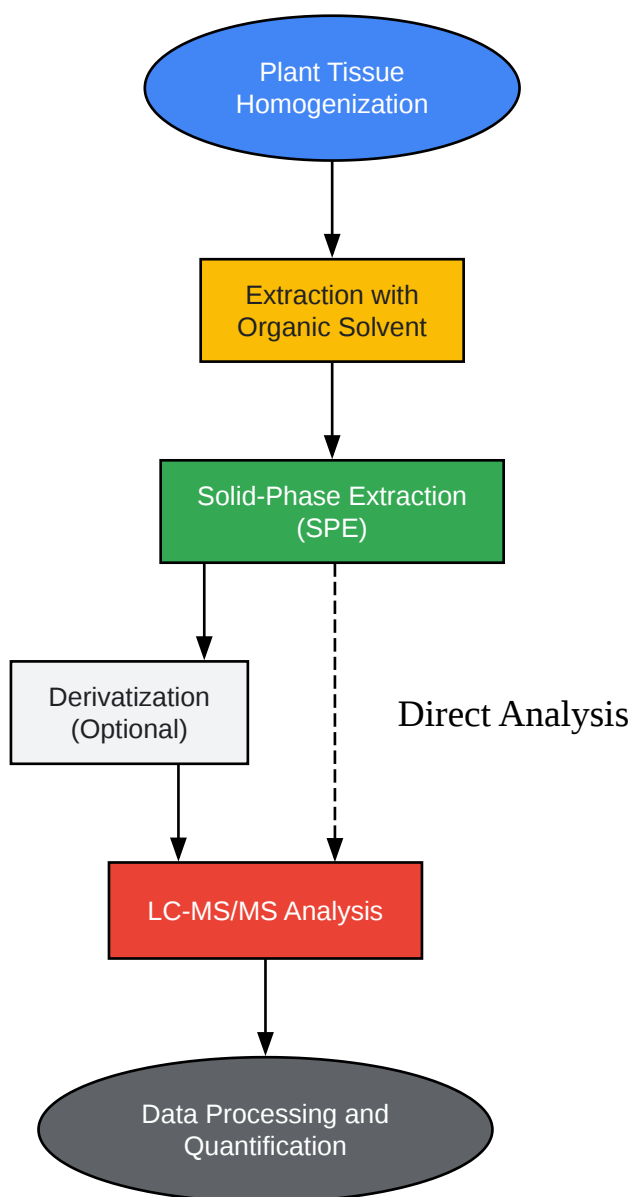 Plant Tissue
Homogenization
Extraction with
Organic Solvent
Solid-Phase Extraction
(SPE)
Derivatization
(Optional)
Direct Analysis
LC-MS/MS Analysis
Data Processing and
Quantification